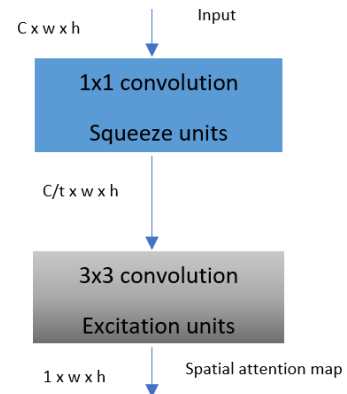 Input
C x w x h
1x1 convolution
Squeeze units
C/t x w x h
3x3 convolution
Excitation units
Spatial attention map
1 x w x h